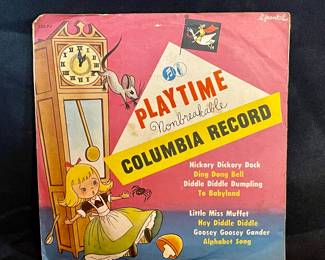 PLAYTIME
Nonbreakable
COLUMBIA RECORD
Hickory Dickory Dock
Ding Dong Bell
Diddle Diddle Dumpling
To Babyland
Little Miss Muffet
Hey Diddle Diddle
Goosey Goosey Gander
Alphabet Song